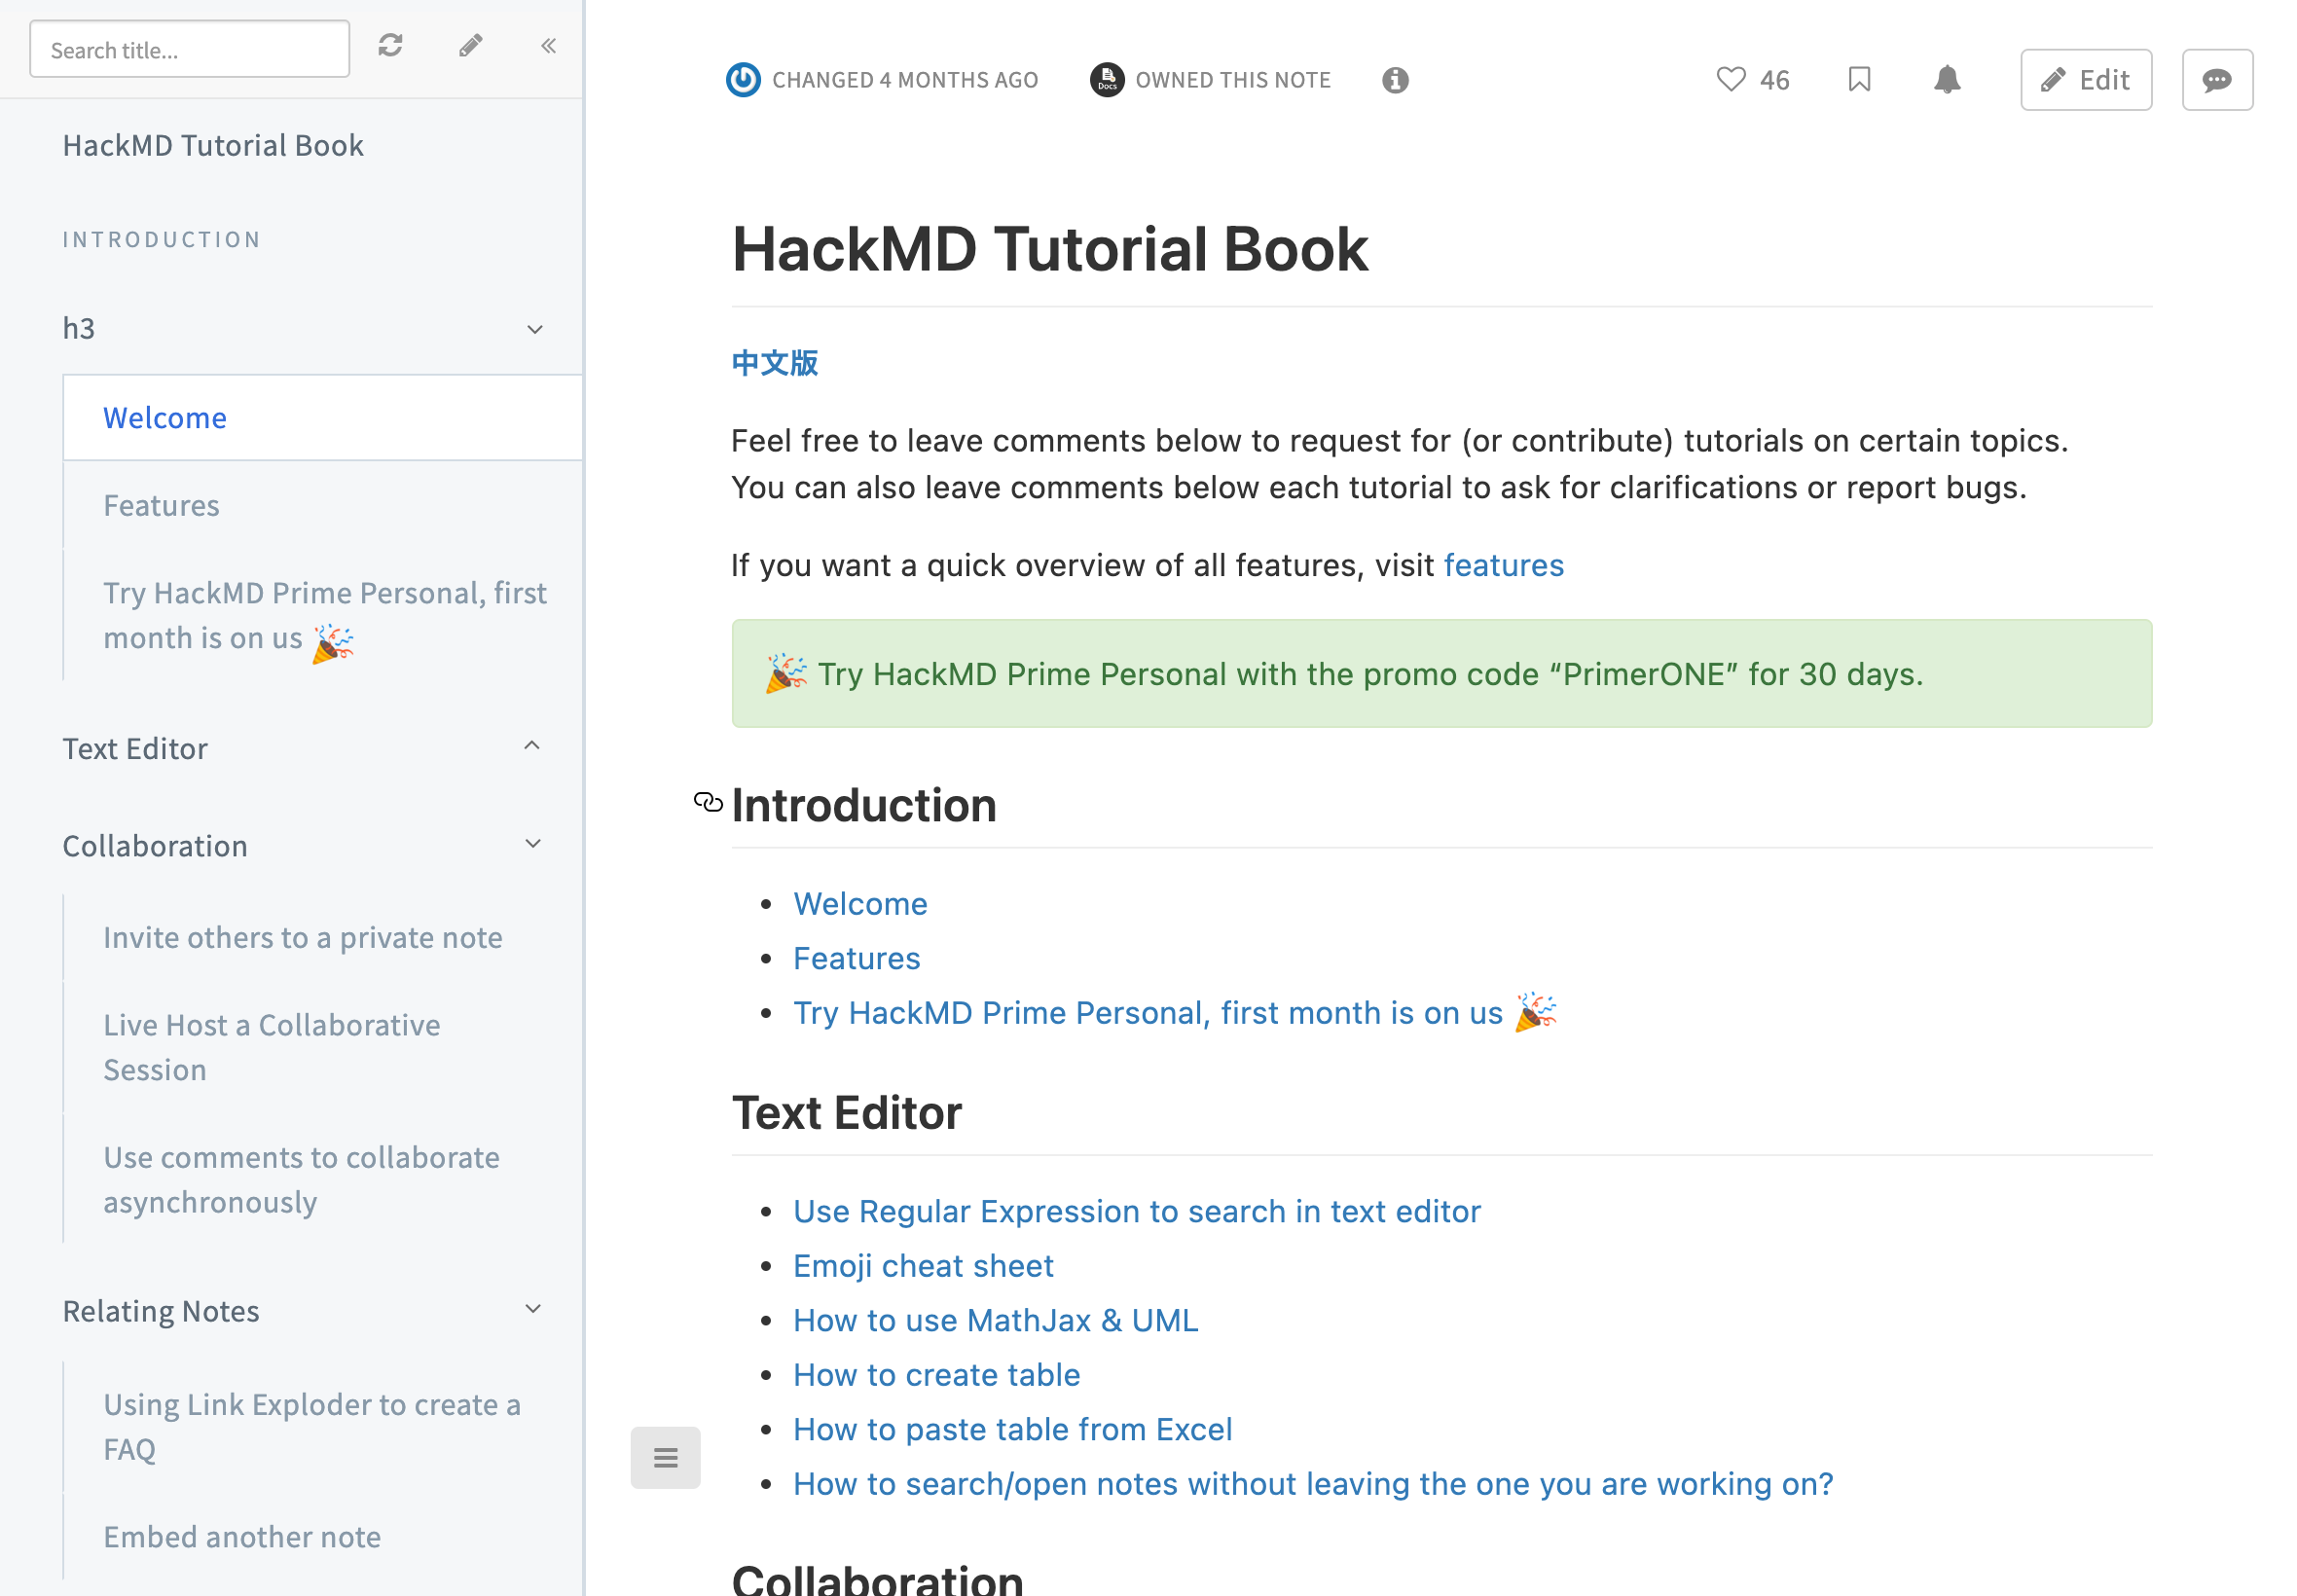 Search title...
HackMD Tutorial Book
INTRODUCTION
h3
Welcome
Features
Try HackMD Prime Personal, first
month is on us 🎉
Text Editor
Collaboration
Invite others to a private note
Live Host a Collaborative
Session
Use comments to collaborate
asynchronously
Relating Notes
Using Link Exploder to create a
FAQ
Embed another note
CHANGED 4 MONTHS AGO
Docs
OWNED THIS NOTE
46
Edit
HackMD Tutorial Book
中文版
Feel free to leave comments below to request for (or contribute) tutorials on certain topics.
You can also leave comments below each tutorial to ask for clarifications or report bugs.
If you want a quick overview of all features, visit features
🎉 Try HackMD Prime Personal with the promo code “PrimerONE” for 30 days.
Introduction
Welcome
Features
Try HackMD Prime Personal, first month is on us 🎉
Text Editor
Use Regular Expression to search in text editor
Emoji cheat sheet
How to use MathJax & UML
How to create table
How to paste table from Excel
How to search/open notes without leaving the one you are working on?
Collaboration